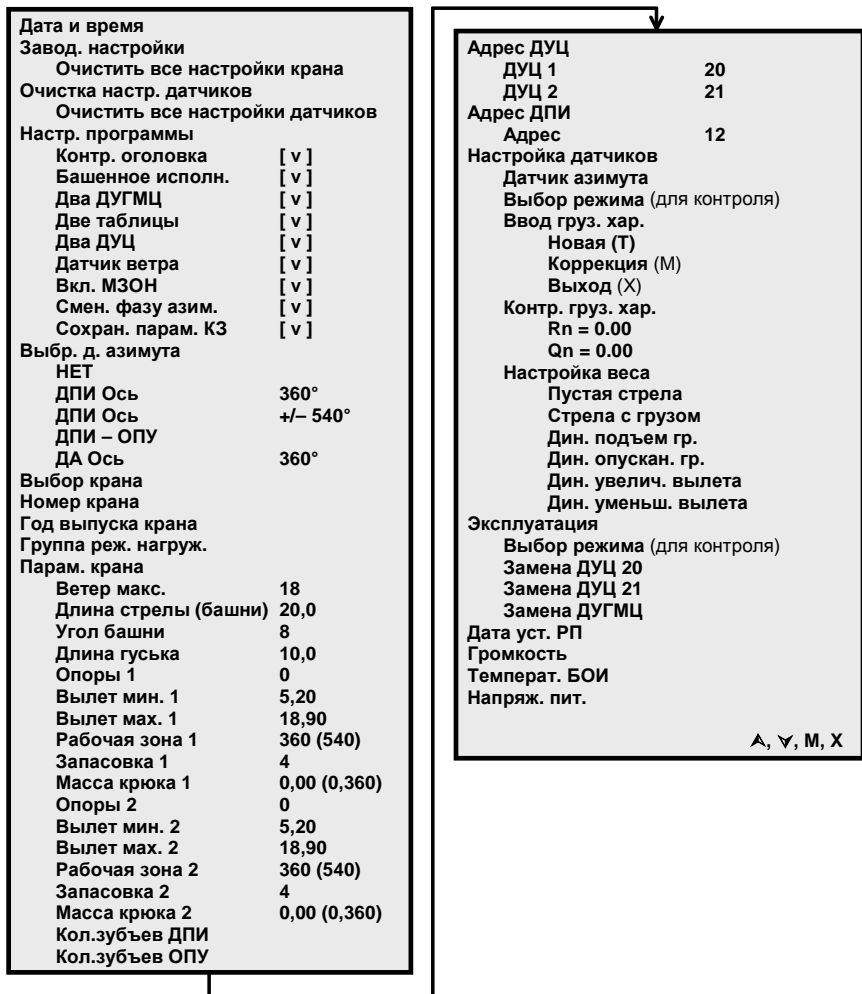 Дата и время
Завод. настройки
Очистить все настройки крана
Очистка настр. датчиков
Очистить все настройки датчиков
Настр. программы
Контр. оголовка [ v ]
Башенное исполн. [ v ]
Два ДУГМЦ [ v ]
Две таблицы [ v ]
Два ДУЦ [ v ]
Датчик ветра [ v ]
Вкл. МЗОН [ v ]
Смен. фазу азим. [ v ]
Сохран. парам. КЗ [ v ]
Выбр. д. азимута
НЕТ
ДПИ Ось 360°
ДПИ Ось +/– 540°
ДПИ – ОПУ
ДА Ось 360°
Выбор крана
Номер крана
Год выпуска крана
Группа реж. нагруж.
Парам. крана
Ветер макс. 18
Длина стрелы (башни) 20,0
Угол башни 8
Длина гуська 10,0
Опоры 1 0
Вылет мин. 1 5,20
Вылет мах. 1 18,90
Рабочая зона 1 360 (540)
Запасовка 1 4
Масса крюка 1 0,00 (0,360)
Опоры 2 0
Вылет мин. 2 5,20
Вылет мах. 2 18,90
Рабочая зона 2 360 (540)
Запасовка 2 4
Масса крюка 2 0,00 (0,360)
Кол.зубъев ДПИ
Кол.зубъев ОПУ
Адрес ДУЦ
ДУЦ 1 20
ДУЦ 2 21
Адрес ДПИ
Адрес 12
Настройка датчиков
Датчик азимута
Выбор режима (для контроля)
Ввод груз. хар.
Новая (Т)
Коррекция (М)
Выход (Х)
Контр. груз. хар.
Rn = 0.00
Qn = 0.00
Настройка веса
Пустая стрела
Стрела с грузом
Дин. подъем гр.
Дин. опускан. гр.
Дин. увелич. вылета
Дин. уменьш. вылета
Эксплуатация
Выбор режима (для контроля)
Замена ДУЦ 20
Замена ДУЦ 21
Замена ДУГМЦ
Дата уст. РП
Громкость
Температ. БОИ
Напряж. пит.
⮝, ⮟, М, Х